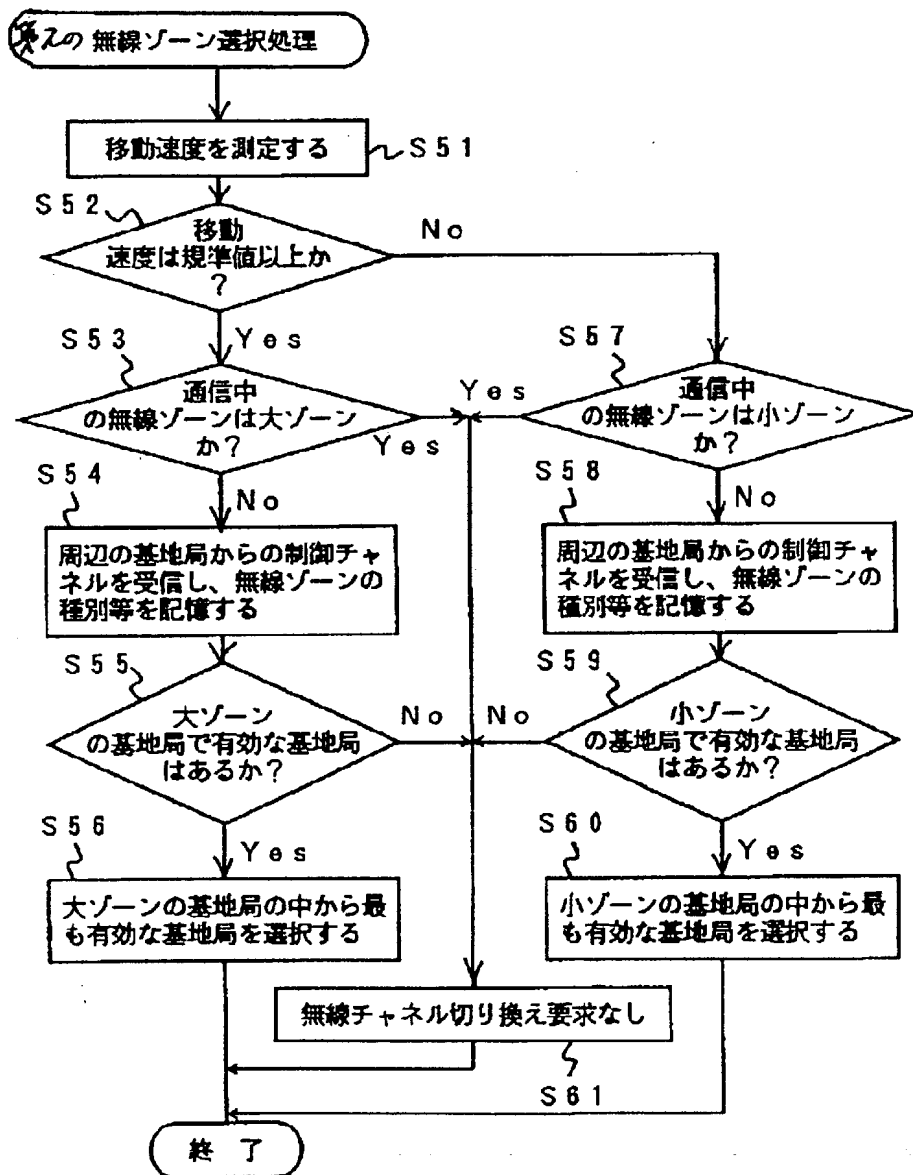 えの 無線ゾーン選択処理
移動速度を測定する
S51
S52
移動
速度は規準値以上か
?
No
Yes
S53
通信中
の無線ゾーンは大ゾーン
か?
Yes
No
S57
通信中
の無線ゾーンは小ゾーン
か?
Yes
No
S54
周辺の基地局からの制御チャ
ネルを受信し、無線ゾーンの
種別等を記憶する
S58
周辺の基地局からの制御チャ
ネルを受信し、無線ゾーンの
種別等を記憶する
S55
大ゾーン
の基地局で有効な基地局
はあるか?
No
Yes
S59
小ゾーン
の基地局で有効な基地局
はあるか?
No
Yes
S56
大ゾーンの基地局の中から最
も有効な基地局を選択する
S60
小ゾーンの基地局の中から最
も有効な基地局を選択する
無線チャネル切り換え要求なし
S61
終 了